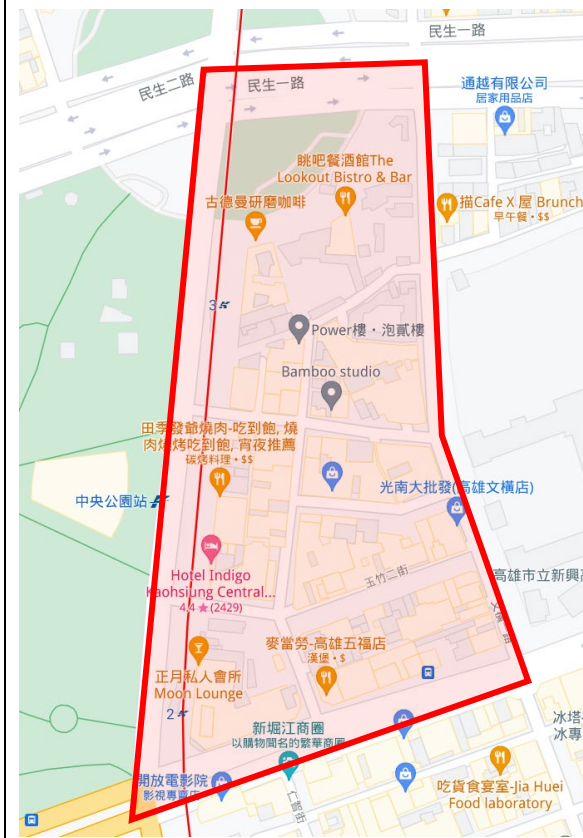 民生一路
民生二路
民生一路
通越有限公司
居家用品店
眺吧餐酒館The
Lookout Bistro & Bar
古德曼研磨咖啡
描Cafe X 屋 Brunch
早午餐・$$
3
Power樓・泡貳樓
Bamboo studio
田季發爺燒肉-吃到飽, 燒
肉燒烤吃到飽, 宵夜推薦
碳烤料理・$$
中央公園站
光南大批發(高雄文橫店)
Hotel Indigo
Kaohsiung Central...
4.4 ★ (2429)
玉竹二街
高雄市立新興
文橫 路
麥當勞-高雄五福店
漢堡・$
正月私人會所
Moon Lounge
2
新堀江商圈
以購物聞名的繁華商圈
冰塔
冰專
開放電影院
影視專賣店
仁智街
吃貨食宴室-Jia Huei
Food laboratory